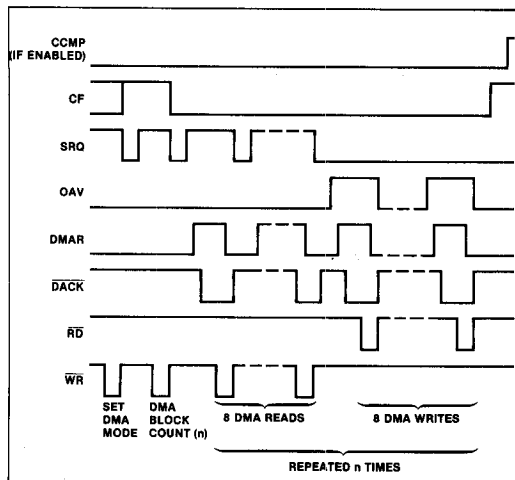 CCMP
(IF ENABLED)
CF
SRQ
OAV
DMAR
DACK
RD
WR
SET
DMA
MODE
DMA
BLOCK
COUNT (n)
8 DMA READS
8 DMA WRITES
REPEATED n TIMES